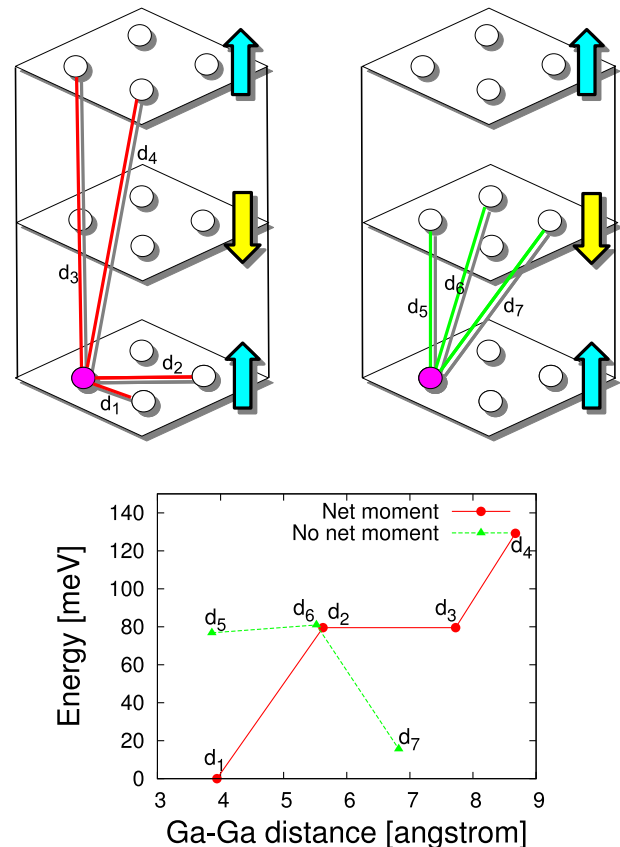 d4
d3
d2
d1
d6
d5
d7
140
120
100
80
60
40
20
0
Energy [meV]
Net moment
No net moment
d4
d5
d6
d2
d3
d7
d1
3 4 5 6 7 8 9
Ga-Ga distance [angstrom]